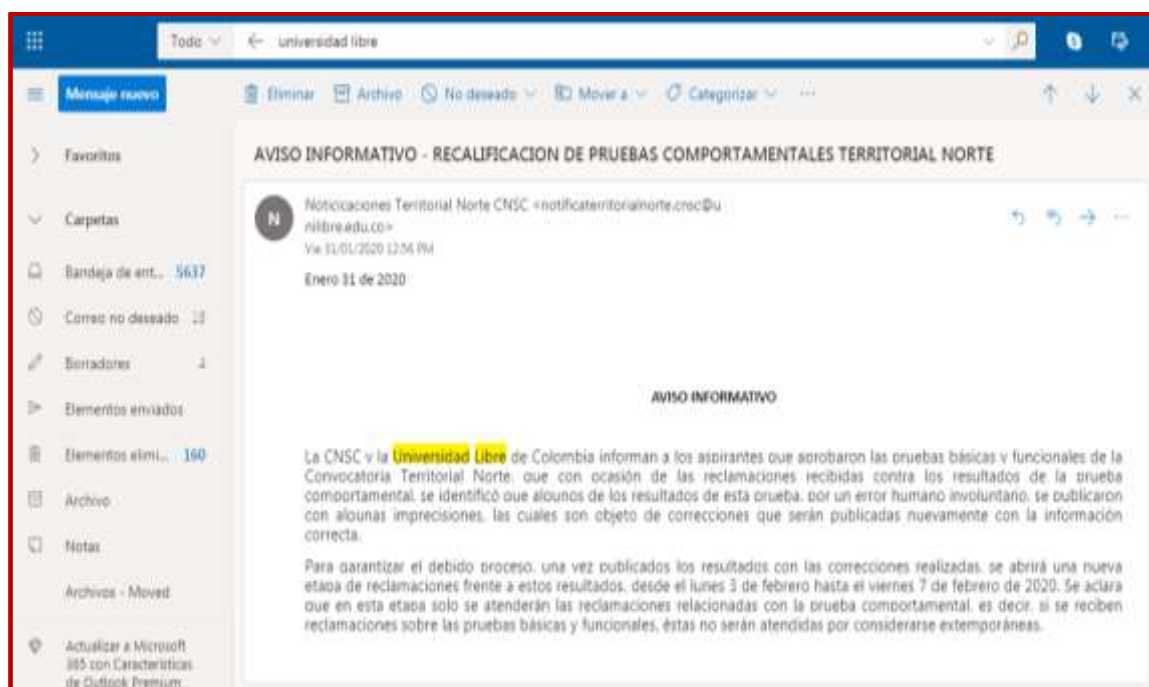 Todo universidad libre
Mensaje nuevo Eliminar Archivo No deseado Mover a Categorizar
Favoritos
AVISO INFORMATIVO - RECALIFICACION DE PRUEBAS COMPORTAMENTALES TERRITORIAL NORTE
N
Noticicaciones Territorial Norte CNSC <notificaterritorialnorte.cnsc@u
nilibre.edu.co>
Vie 31/01/2020 12:56 PM
Enero 31 de 2020
Carpetas
Bandeja de ent... 5637
Correo no deseado
Borradores
Elementos enviados
Elementos elimi... 160
Archivo
Notas
Archivos - Moved
Actualizar a Microsoft
365 con Características
de Outlook Premium
AVISO INFORMATIVO
La CNSC y la Universidad Libre de Colombia informan a los aspirantes que aprobaron las pruebas básicas y funcionales de la
Convocatoria Territorial Norte, que con ocasión de las reclamaciones recibidas contra los resultados de la prueba
comportamental, se identificó que algunos de los resultados de esta prueba, por un error humano involuntario, se publicaron
con algunas imprecisiones, las cuales son objeto de correcciones que serán publicadas nuevamente con la información
correcta.
Para garantizar el debido proceso, una vez publicados los resultados con las correcciones realizadas, se abrirá una nueva
etapa de reclamaciones frente a estos resultados, desde el lunes 3 de febrero hasta el viernes 7 de febrero de 2020. Se aclara
que en esta etapa solo se atenderán las reclamaciones relacionadas con la prueba comportamental, es decir, si se reciben
reclamaciones sobre las pruebas básicas y funcionales, éstas no serán atendidas por considerarse extemporáneas.